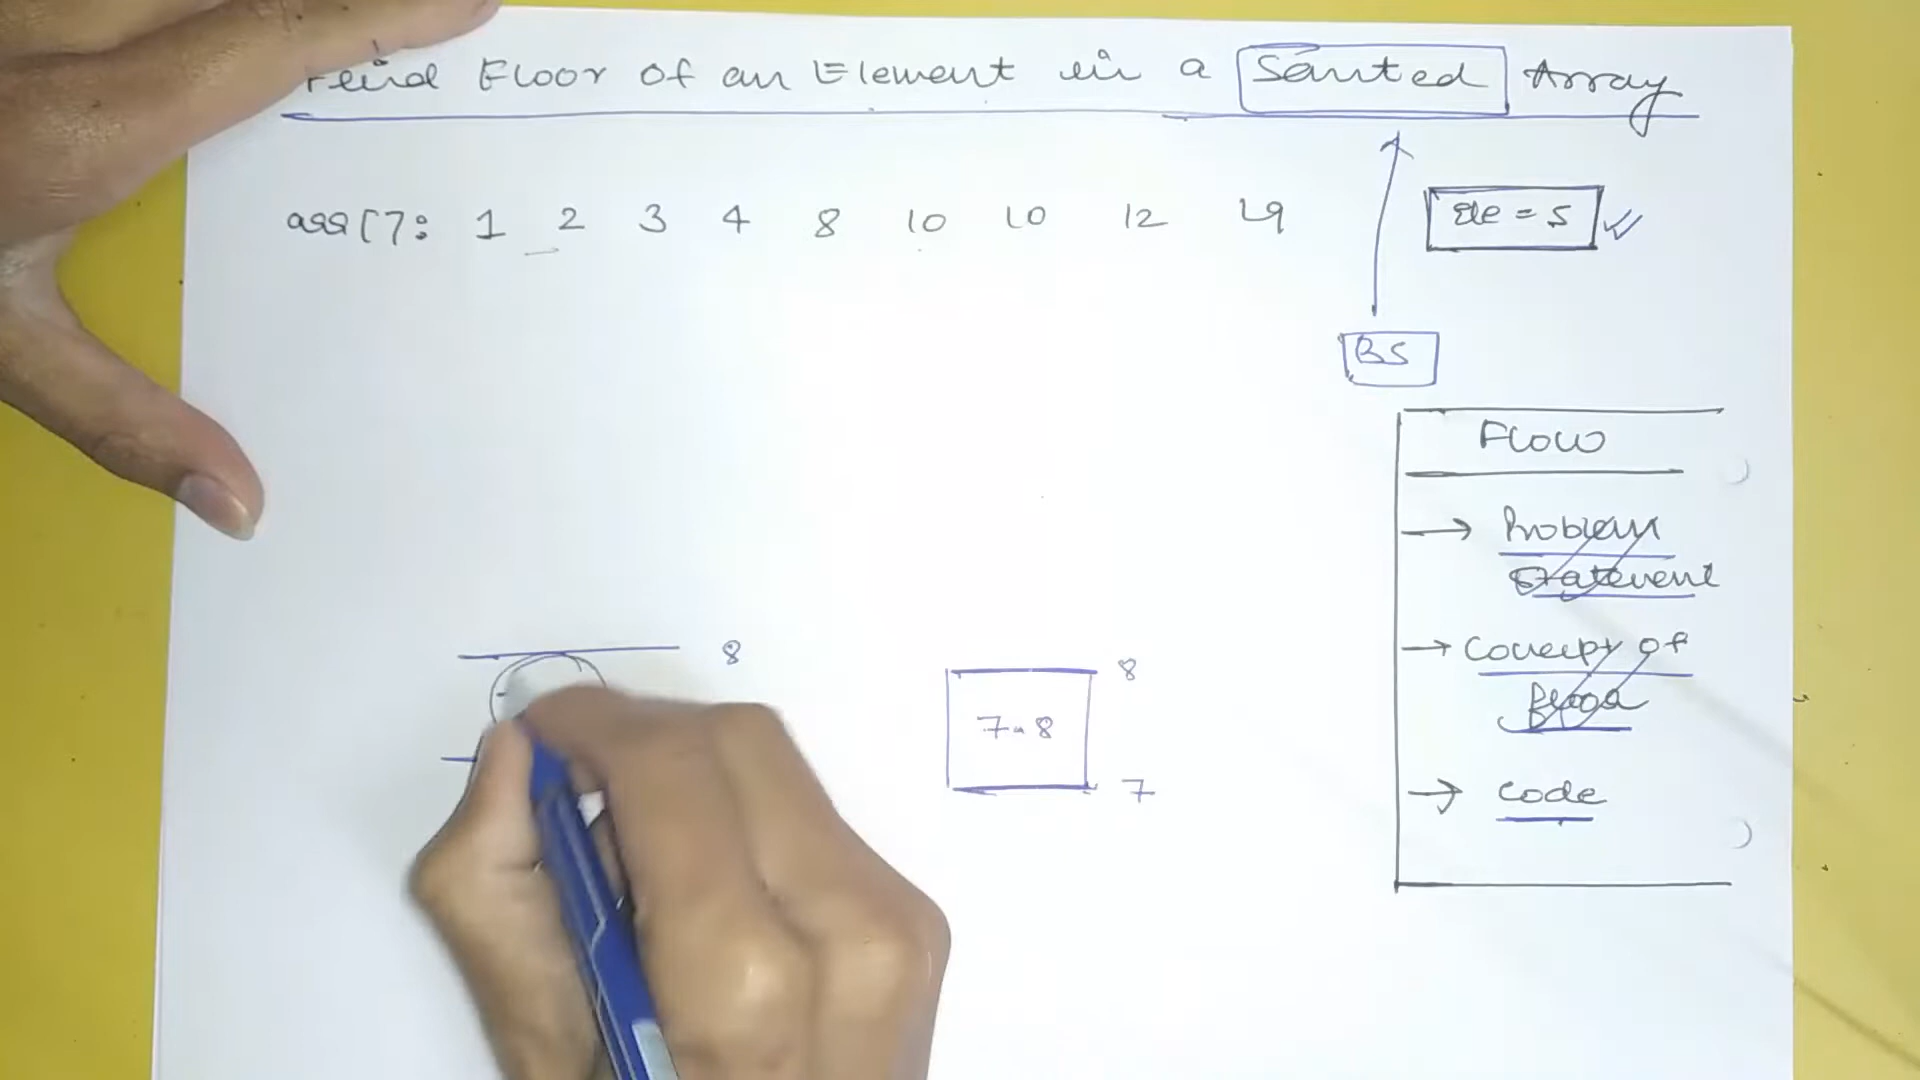 Find Floor of an Element in a Sorted Array
arr[]: 1 2 3 4 8 10 10 12 19
ele = 5
BS
Flow
→ Problem
Statement
→ Concept of
floor
→ Code
8
8
7.8
7